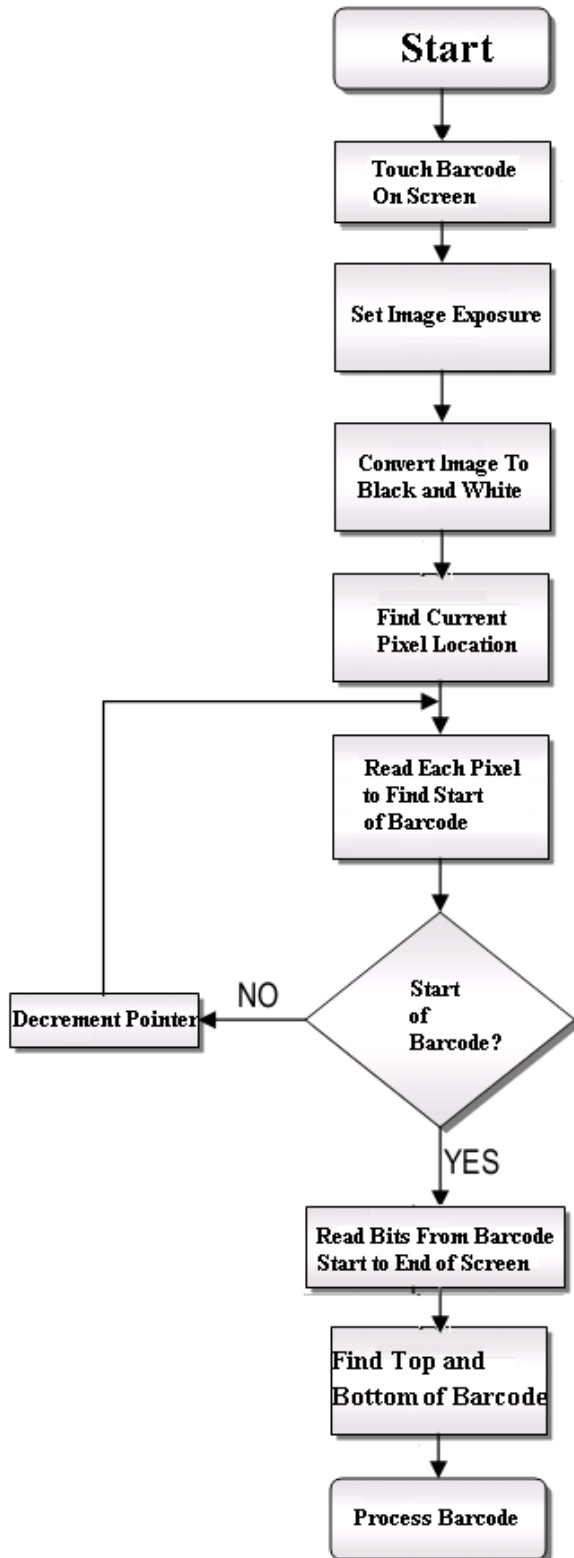 Start
Touch Barcode
On Screen
Set Image Exposure
Convert Image To
Black and White
Find Current
Pixel Location
Read Each Pixel
to Find Start
of Barcode
Start
of
Barcode?
NO
Decrement Pointer
YES
Read Bits From Barcode
Start to End of Screen
Find Top and
Bottom of Barcode
Process Barcode